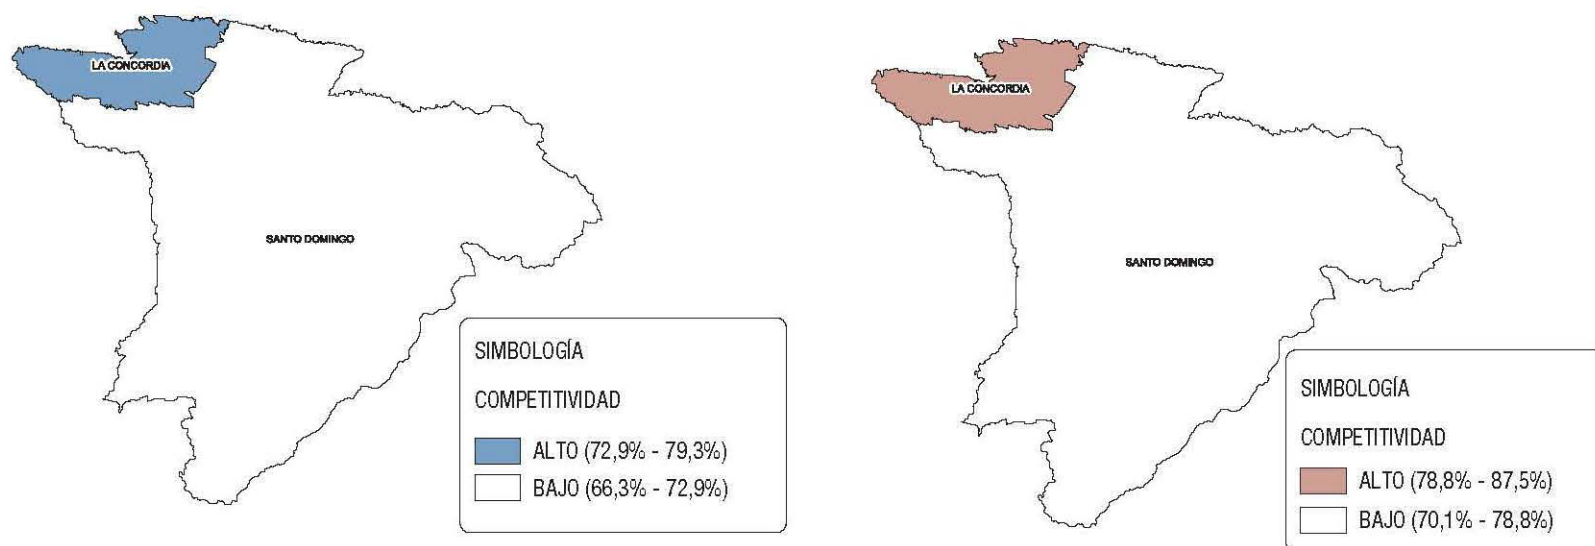 LA CONCORDIA
SANTO DOMINGO
SIMBOLOGÍA
COMPETITIVIDAD
ALTO (72,9% - 79,3%)
BAJO (66,3% - 72,9%)
LA CONCORDIA
SANTO DOMINGO
SIMBOLOGÍA
COMPETITIVIDAD
ALTO (78,8% - 87,5%)
BAJO (70,1% - 78,8%)